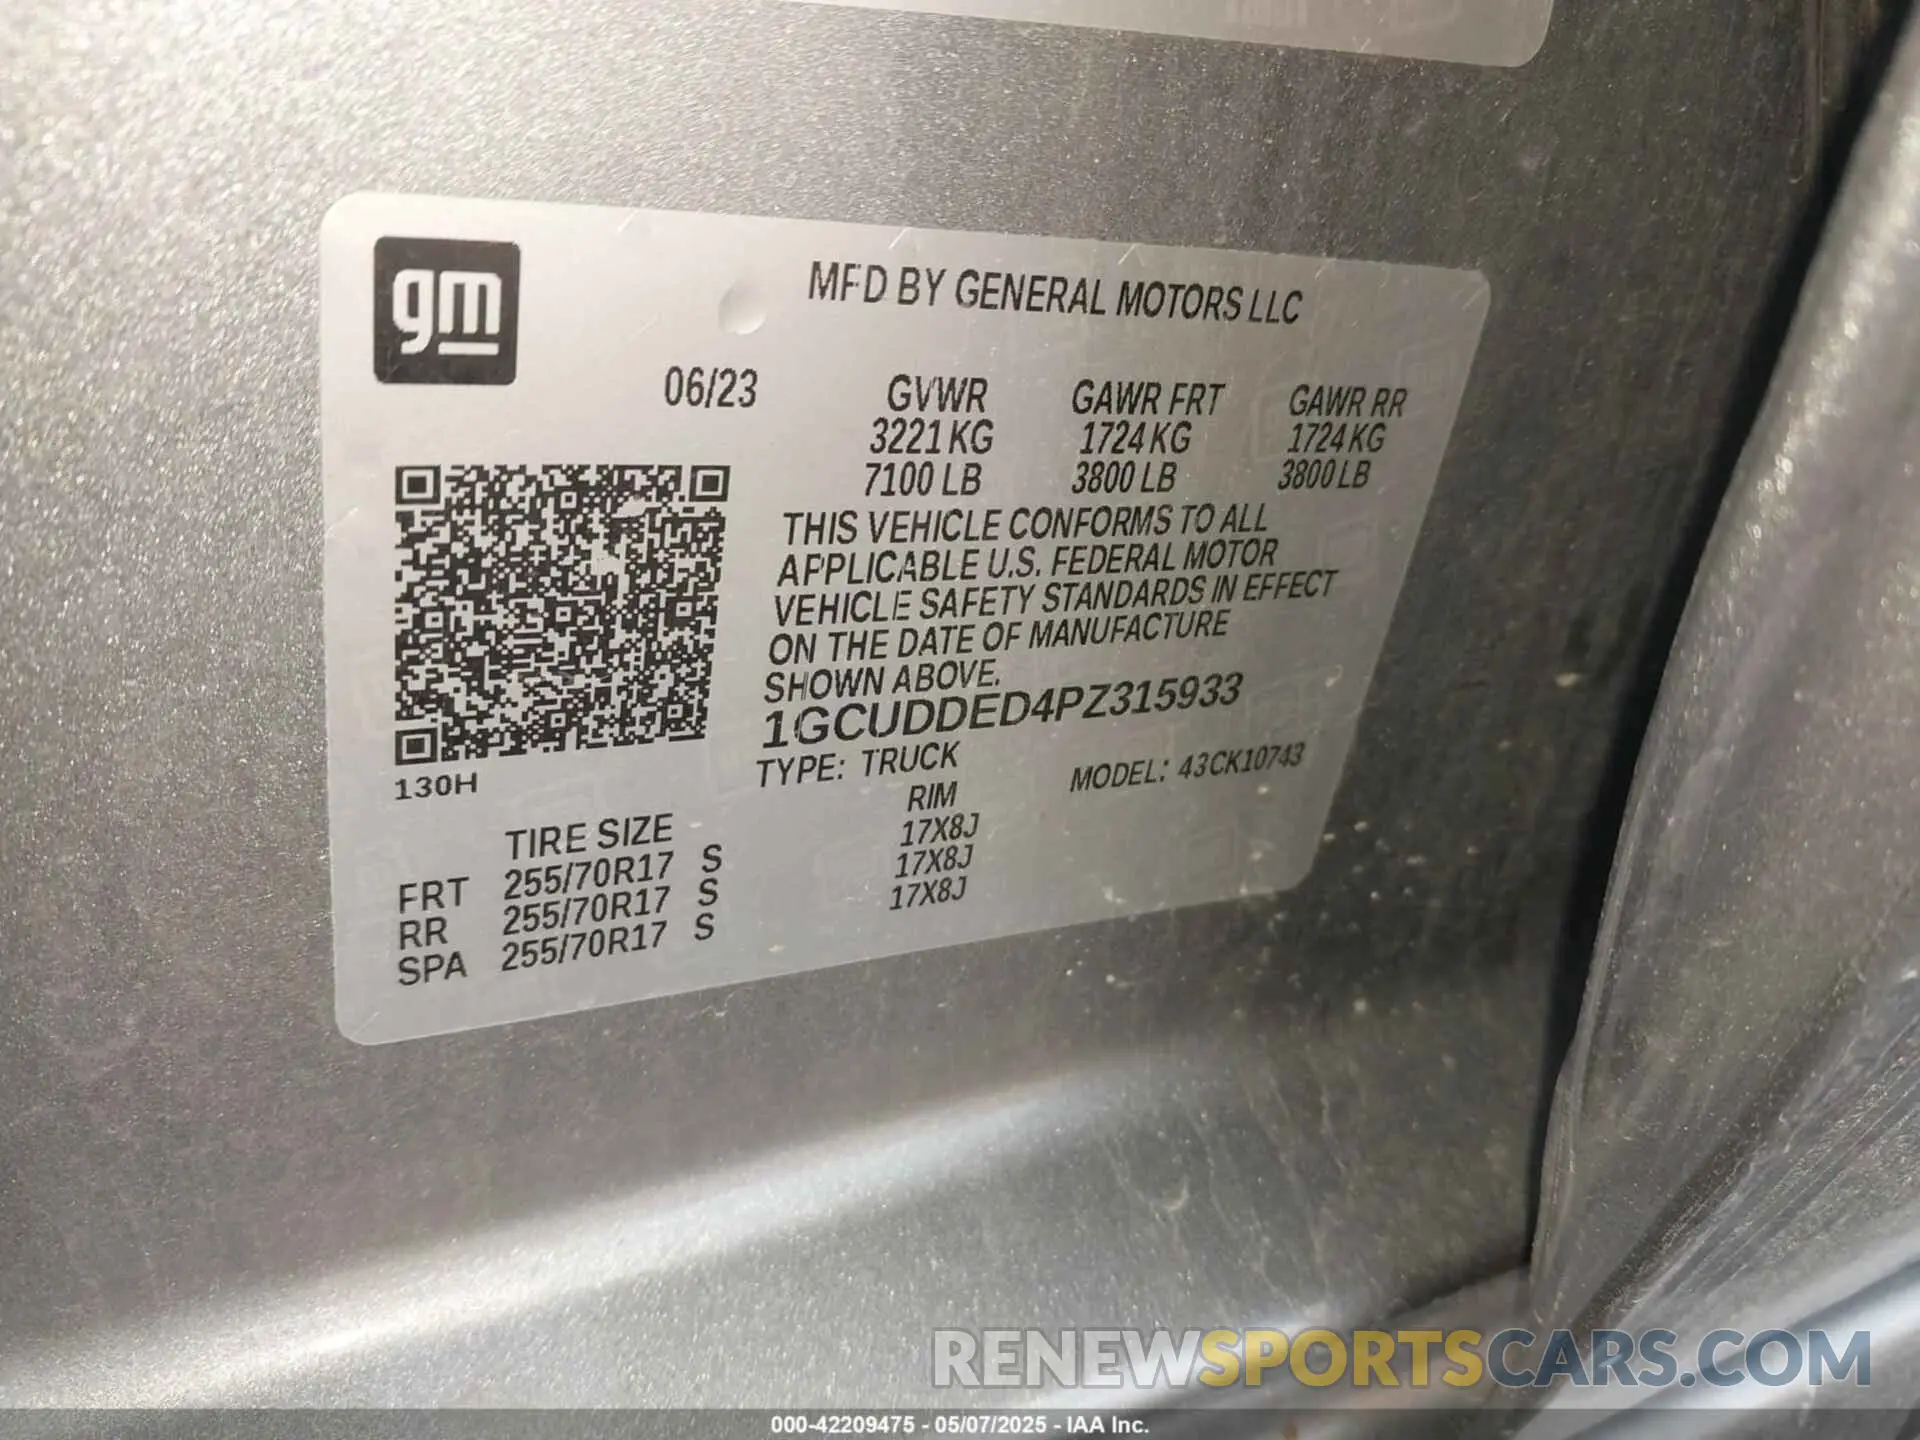 gm
MFD BY GENERAL MOTORS LLC
06/23
GVWR GAWR FRT GAWR RR
3221 KG 1724 KG 1724 KG
7100 LB 3800 LB 3800 LB
THIS VEHICLE CONFORMS TO ALL
APPLICABLE U.S. FEDERAL MOTOR
VEHICLE SAFETY STANDARDS IN EFFECT
ON THE DATE OF MANUFACTURE
SHOWN ABOVE.
1GCUDDED4PZ315933
TYPE: TRUCK MODEL: 43CK10743
130H
TIRE SIZE RIM
FRT 255/70R17 S 17X8J
RR 255/70R17 S 17X8J
SPA 255/70R17 S 17X8J
RENEWSPORTSCARS.COM
000-42209475 - 05/07/2025 - IAA Inc.